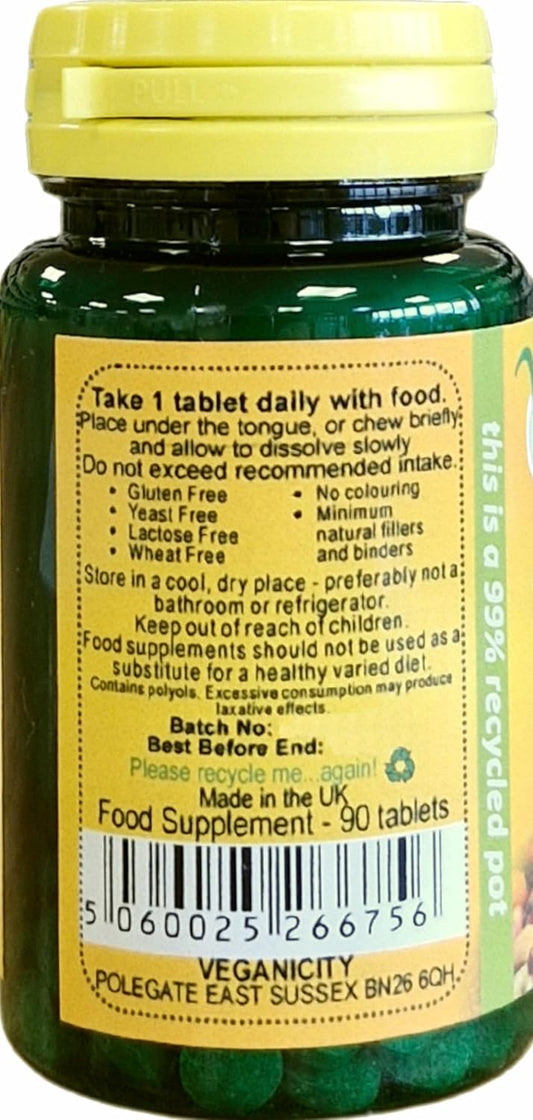 PULL
Take 1 tablet daily with food.
Place under the tongue, or chew briefly
and allow to dissolve slowly
Do not exceed recommended intake.
• Gluten Free
• Yeast Free
• Lactose Free
• Wheat Free
• No colouring
• Minimum
natural fillers
and binders
Store in a cool, dry place - preferably not a
bathroom or refrigerator.
Keep out of reach of children.
Food supplements should not be used as a
substitute for a healthy varied diet.
Contains polyols. Excessive consumption may produce
laxative effects.
Batch No:
Best Before End:
Please recycle me...again!
Made in the UK
Food Supplement - 90 tablets
5 060025 266756
VEGANICITY
POLEGATE EAST SUSSEX BN26 6QH
this is a 99% recycled pot